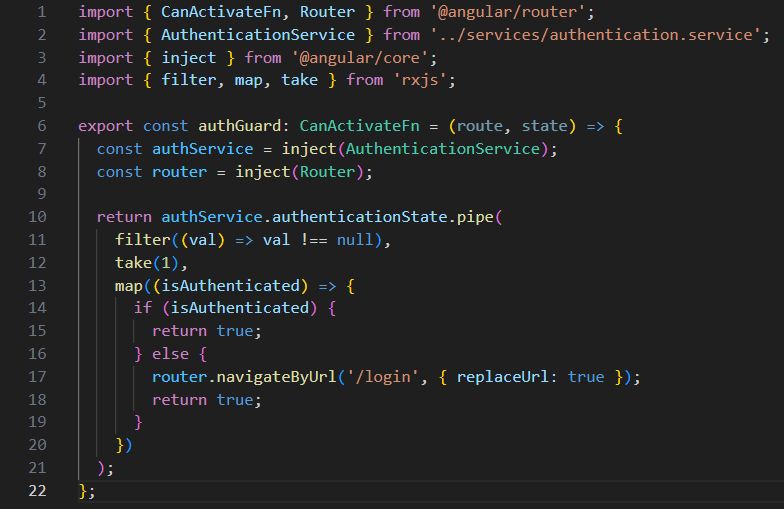 1 import { CanActivateFn, Router } from '@angular/router';
2 import { AuthenticationService } from '../services/authentication.service';
3 import { inject } from '@angular/core';
4 import { filter, map, take } from 'rxjs';
5
6 export const authGuard: CanActivateFn = (route, state) => {
7   const authService = inject(AuthenticationService);
8   const router = inject(Router);
9
10   return authService.authenticationState.pipe(
11     filter((val) => val !== null),
12     take(1),
13     map((isAuthenticated) => {
14       if (isAuthenticated) {
15         return true;
16       } else {
17         router.navigateByUrl('/login', { replaceUrl: true });
18         return true;
19       }
20     })
21   );
22 };